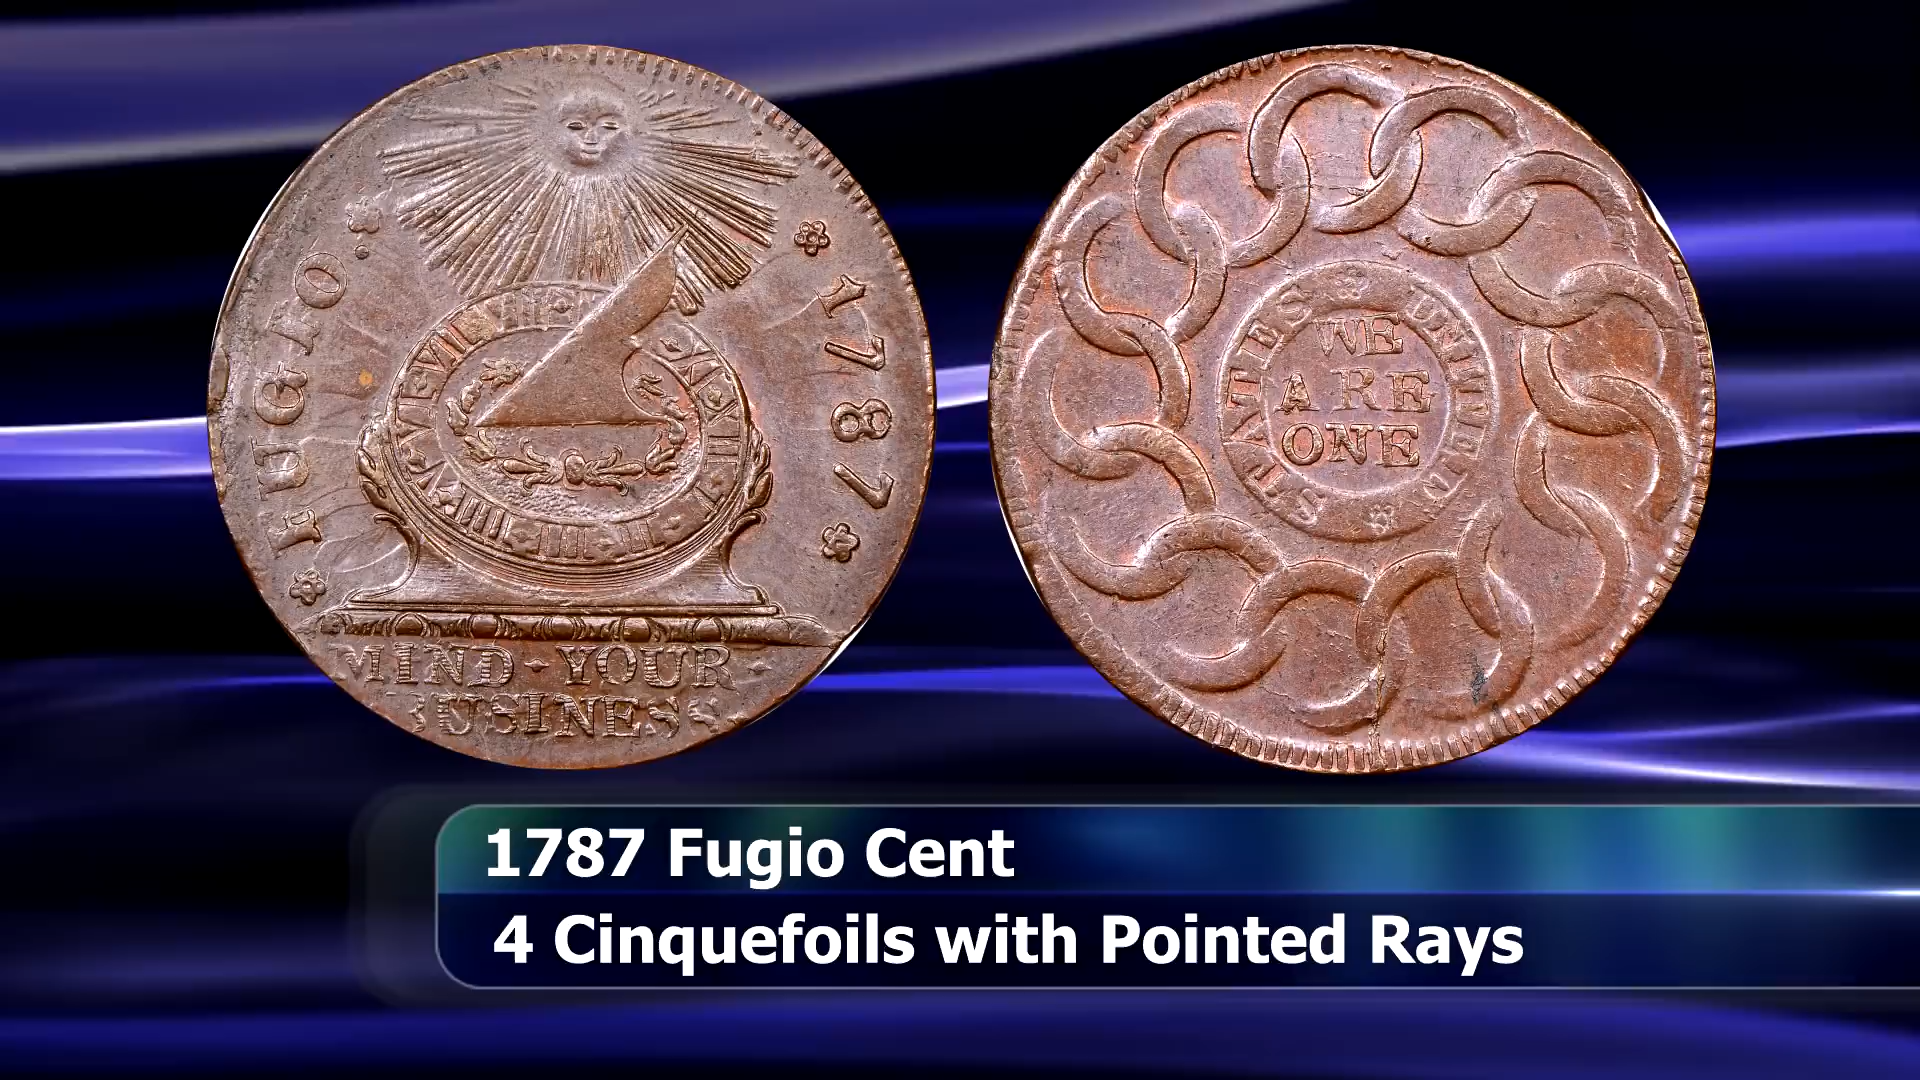 FUGIO.
1787
MIND YOUR
BUSINESS
STATES UNITED
WE
ARE
ONE
1787 Fugio Cent
4 Cinquefoils with Pointed Rays